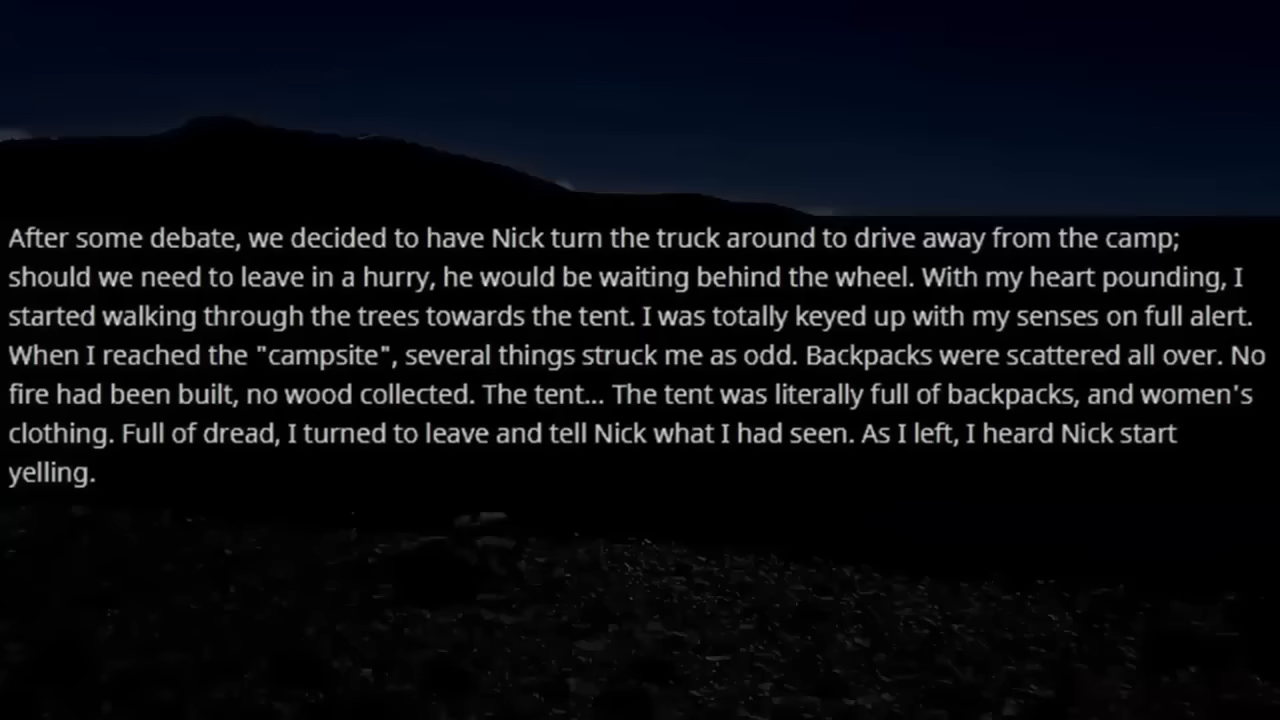 After some debate, we decided to have Nick turn the truck around to drive away from the camp;
should we need to leave in a hurry, he would be waiting behind the wheel. With my heart pounding, I
started walking through the trees towards the tent. I was totally keyed up with my senses on full alert.
When I reached the "campsite", several things struck me as odd. Backpacks were scattered all over. No
fire had been built, no wood collected. The tent... The tent was literally full of backpacks, and women's
clothing. Full of dread, I turned to leave and tell Nick what I had seen. As I left, I heard Nick start
yelling.